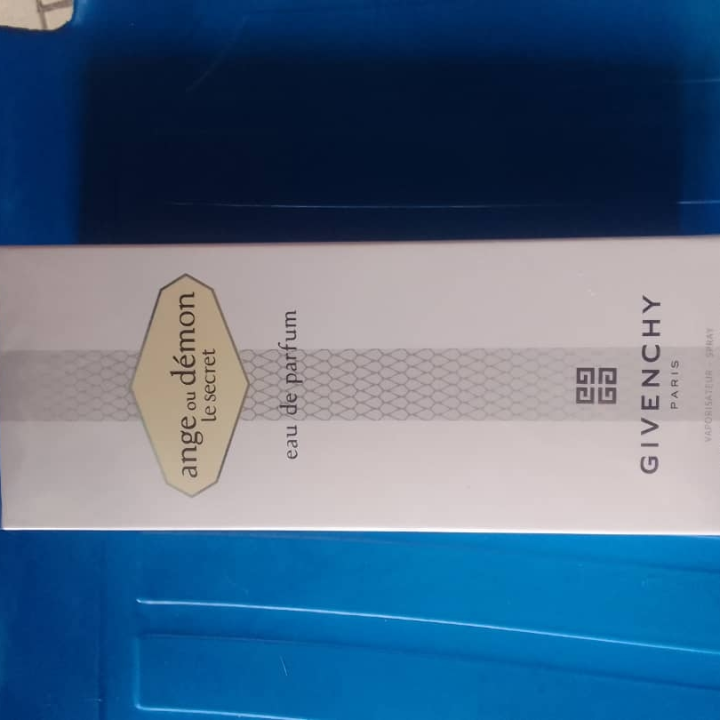 ange ou démon
le secret
eau de parfum
GIVENCHY
PARIS
VAPORISATEUR SPRAY